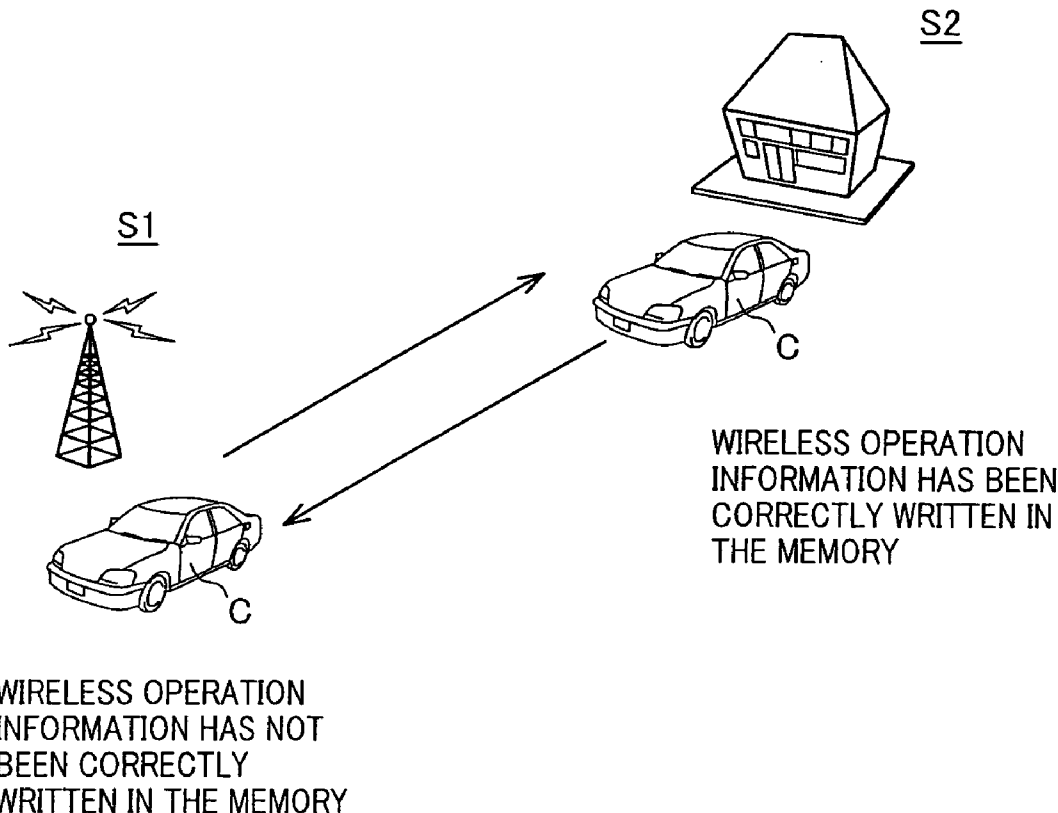 S2
S1
C
WIRELESS OPERATION
INFORMATION HAS BEEN
CORRECTLY WRITTEN IN
THE MEMORY
C
WIRELESS OPERATION
INFORMATION HAS NOT
BEEN CORRECTLY
WRITTEN IN THE MEMORY